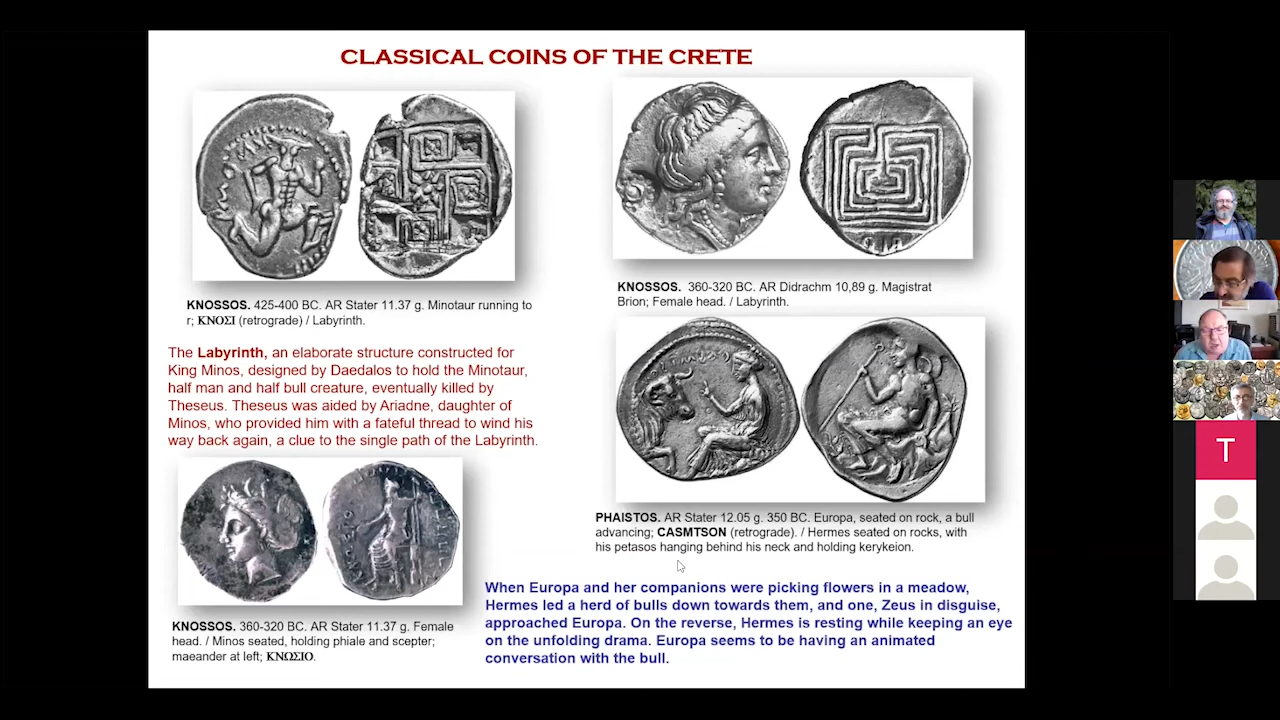 CLASSICAL COINS OF THE CRETE
KNOSSOS. 425-400 BC. AR Stater 11.37 g. Minotaur running to
r; ΚΝΟΣΙ (retrograde) / Labyrinth.
The Labyrinth, an elaborate structure constructed for
King Minos, designed by Daedalos to hold the Minotaur,
half man and half bull creature, eventually killed by
Theseus. Theseus was aided by Ariadne, daughter of
Minos, who provided him with a fateful thread to wind his
way back again, a clue to the single path of the Labyrinth.
KNOSSOS. 360-320 BC. AR Stater 11.37 g. Female
head. / Minos seated, holding phiale and scepter;
maeander at left; ΚΝΩΣΙΟ.
KNOSSOS. 360-320 BC. AR Didrachm 10,89 g. Magistrat
Brion; Female head. / Labyrinth.
PHAISTOS. AR Stater 12.05 g. 350 BC. Europa, seated on rock, a bull
advancing; CASMTSON (retrograde). / Hermes seated on rocks, with
his petasos hanging behind his neck and holding kerykeion.
When Europa and her companions were picking flowers in a meadow,
Hermes led a herd of bulls down towards them, and one, Zeus in disguise,
approached Europa. On the reverse, Hermes is resting while keeping an eye
on the unfolding drama. Europa seems to be having an animated
conversation with the bull.
T